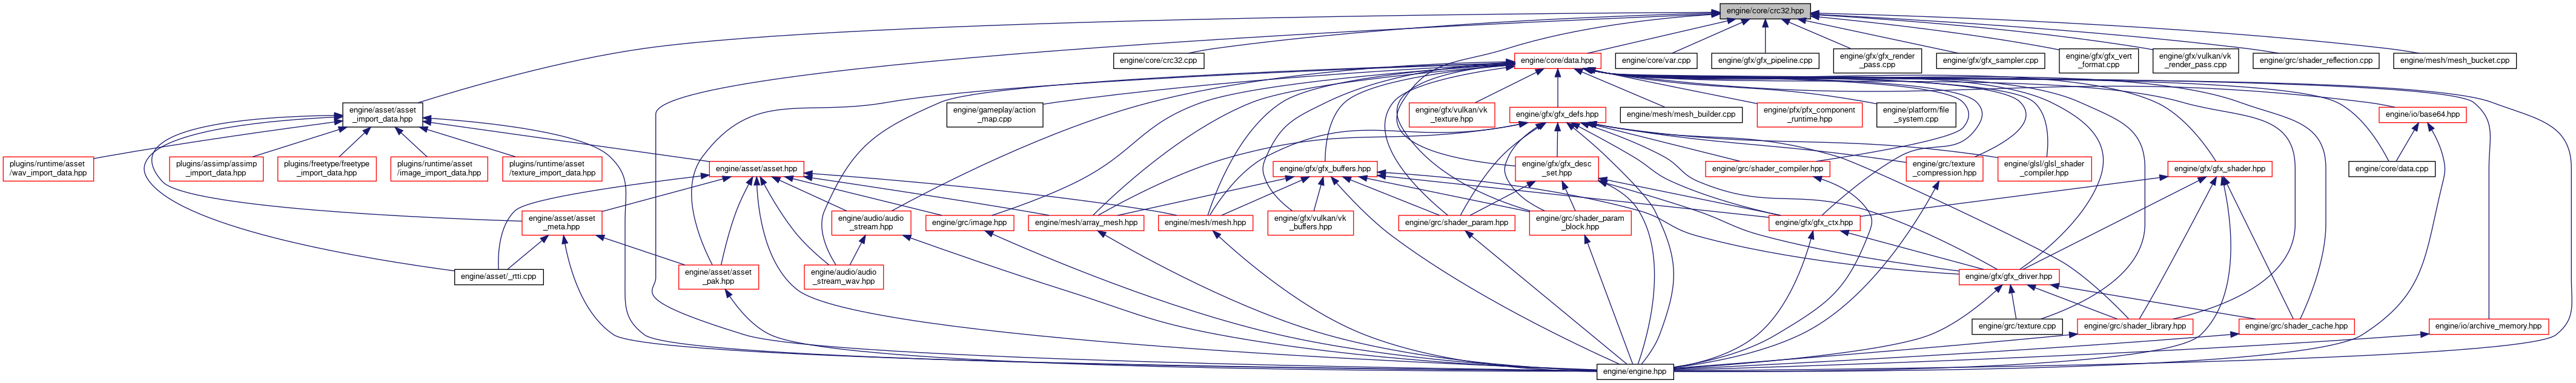 engine/core/crc32.hpp
engine/core/crc32.cpp
engine/core/data.hpp
engine/core/var.cpp
engine/gfx/gfx_pipeline.cpp
engine/gfx/gfx_render
_pass.cpp
engine/gfx/gfx_sampler.cpp
engine/gfx/gfx_vert
_format.cpp
engine/gfx/vulkan/vk
_render_pass.cpp
engine/grc/shader_reflection.cpp
engine/mesh/mesh_bucket.cpp
engine/asset/asset
_import_data.hpp
engine/gameplay/action
_map.cpp
engine/gfx/vulkan/vk
_texture.hpp
engine/gfx/gfx_defs.hpp
engine/mesh/mesh_builder.cpp
engine/pfx/pfx_component
_runtime.hpp
engine/platform/file
_system.cpp
engine/io/base64.hpp
plugins/runtime/asset
/wav_import_data.hpp
plugins/assimp/assimp
_import_data.hpp
plugins/freetype/freetype
_import_data.hpp
plugins/runtime/asset
/image_import_data.hpp
plugins/runtime/asset
/texture_import_data.hpp
engine/asset/asset.hpp
engine/gfx/gfx_buffers.hpp
engine/gfx/gfx_desc
_set.hpp
engine/grc/shader_compiler.hpp
engine/grc/texture
_compression.hpp
engine/glsl/glsl_shader
_compiler.hpp
engine/gfx/gfx_shader.hpp
engine/core/data.cpp
engine/asset/asset
_meta.hpp
engine/audio/audio
_stream.hpp
engine/grc/image.hpp
engine/mesh/array_mesh.hpp
engine/mesh/mesh.hpp
engine/gfx/vulkan/vk
_buffers.hpp
engine/grc/shader_param.hpp
engine/grc/shader_param
_block.hpp
engine/gfx/gfx_ctx.hpp
engine/asset/_rtti.cpp
engine/asset/asset
_pak.hpp
engine/audio/audio
_stream_wav.hpp
engine/gfx/gfx_driver.hpp
engine/grc/texture.cpp
engine/grc/shader_library.hpp
engine/grc/shader_cache.hpp
engine/io/archive_memory.hpp
engine/engine.hpp